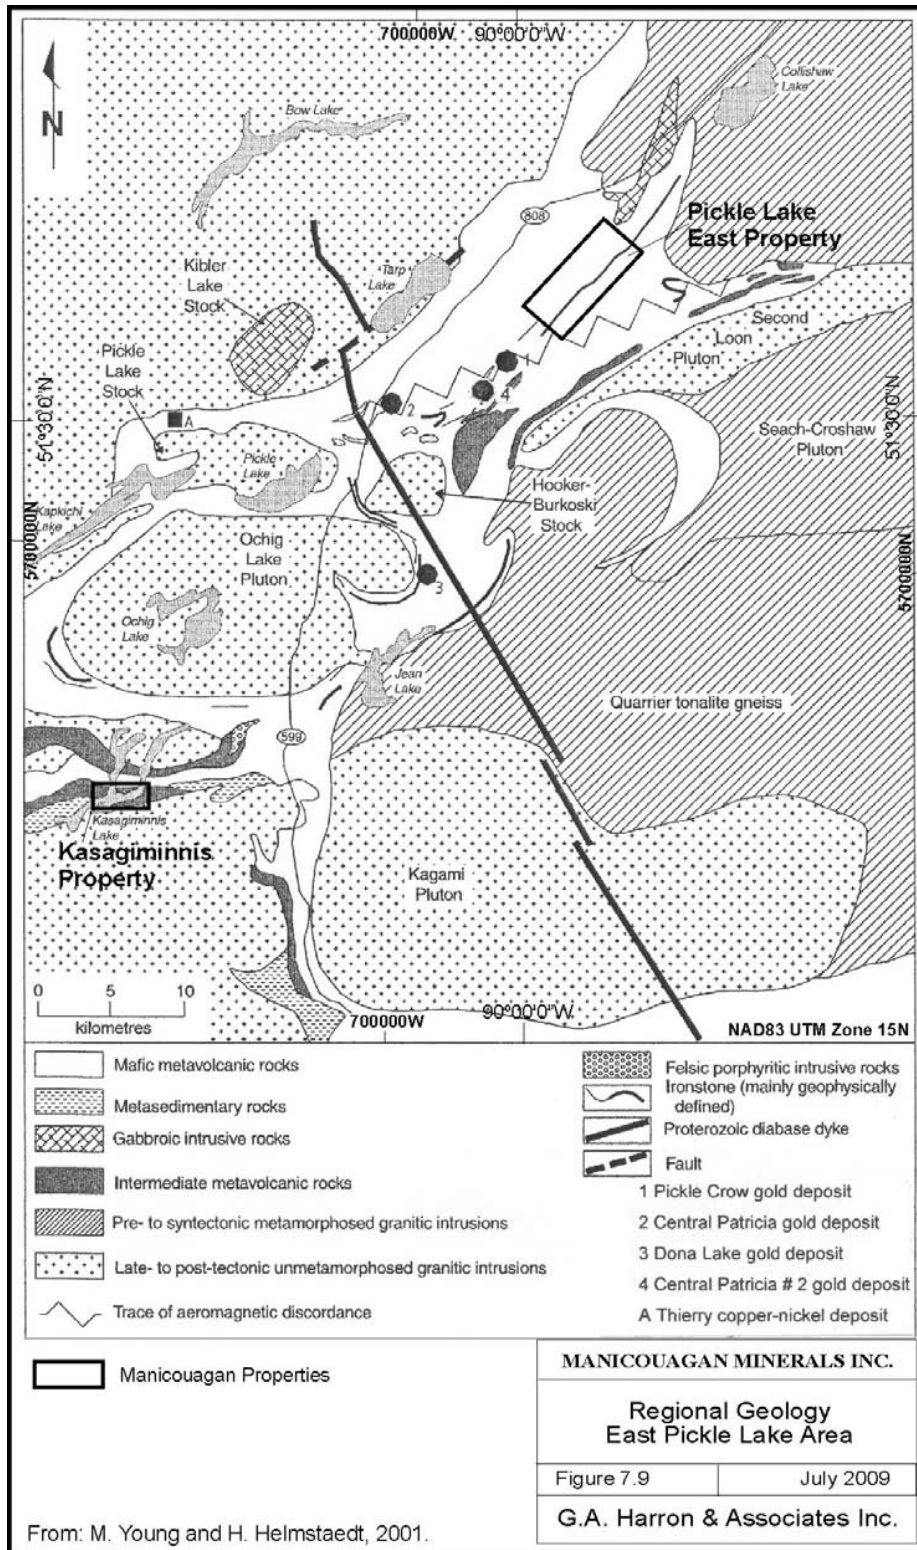 700000W 90°00'0"W
N
Bow Lake
Collishaw
Lake
808
Pickle Lake
East Property
Kibler
Lake
Stock
Tarp
Lake
Pickle
Lake
Stock
Second
Loon
Pluton
1
4
2
A
51°30'0"N
51°30'0"N
Seach-Croshaw
Pluton
Pickle
Lake
Kapkichi
Lake
Hooker-
Burkoski
Stock
5700000N
5700000N
Ochig
Lake
Pluton
3
Ochig
Lake
Jean
Lake
Quarrier tonalite gneiss
599
Kasagiminnis
Lake
Kasagiminnis
Property
Kagami
Pluton
0 5 10
kilometres
700000W 90°00'0"W
NAD83 UTM Zone 15N
Mafic metavolcanic rocks
Metasedimentary rocks
Gabbroic intrusive rocks
Intermediate metavolcanic rocks
Pre- to syntectonic metamorphosed granitic intrusions
Late- to post-tectonic unmetamorphosed granitic intrusions
Trace of aeromagnetic discordance
Felsic porphyritic intrusive rocks
Ironstone (mainly geophysically
defined)
Proterozoic diabase dyke
Fault
1 Pickle Crow gold deposit
2 Central Patricia gold deposit
3 Dona Lake gold deposit
4 Central Patricia # 2 gold deposit
A Thierry copper-nickel deposit
Manicouagan Properties
MANICOUAGAN MINERALS INC.
Regional Geology
East Pickle Lake Area
Figure 7.9 July 2009
G.A. Harron & Associates Inc.
From: M. Young and H. Helmstaedt, 2001.